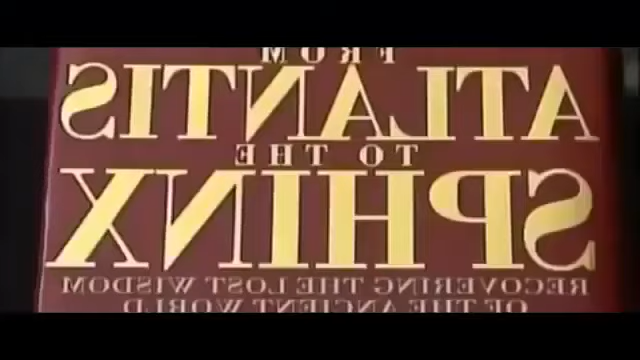 FROM
ATLANTIS
TO THE
SPHINX
RECOVERING THE LOST WISDOM
OF THE ANCIENT WORLD